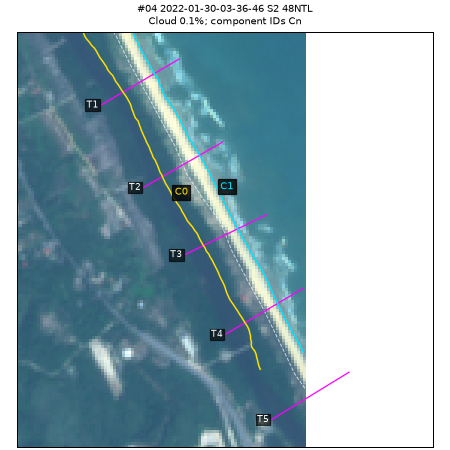 #04 2022-01-30-03-36-46 S2 48NTL
Cloud 0.1%; component IDs Cn
T1
T2
C0
C1
T3
T4
T5